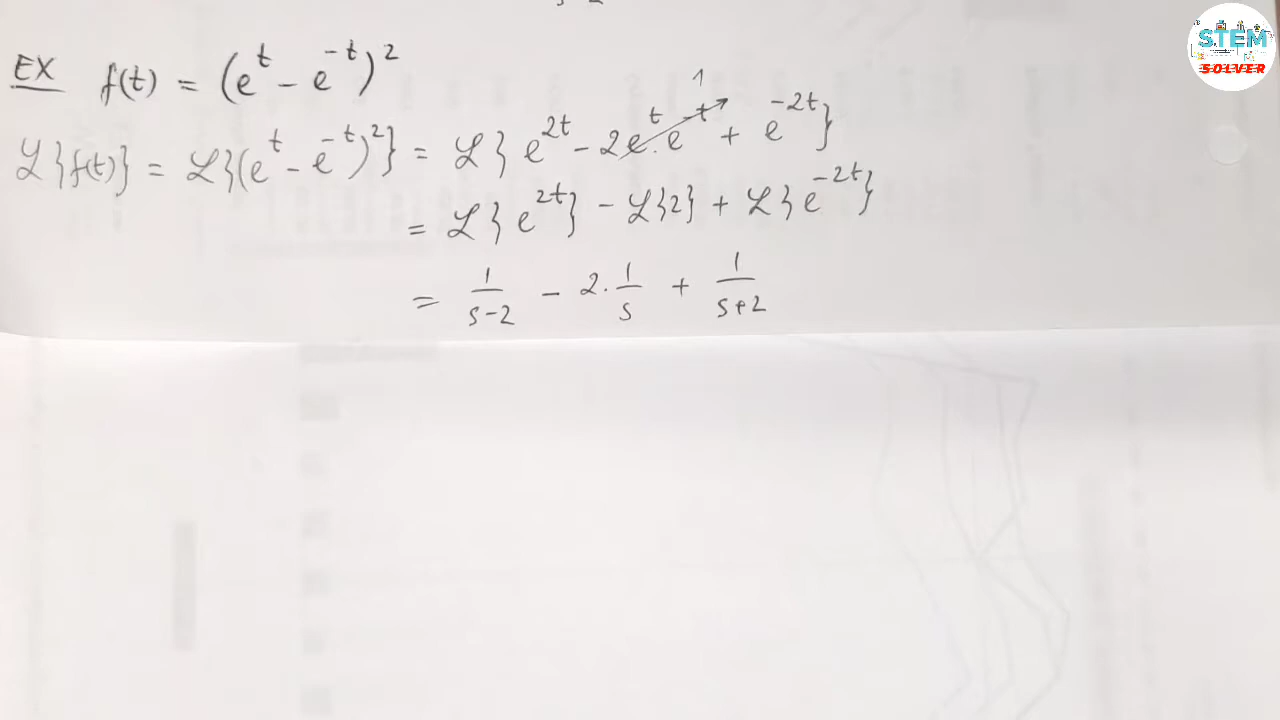 STEM
SOLVER
EX f(t) = (e^t - e^-t)^2
ℒ{f(t)} = ℒ{(e^t - e^-t)^2} = ℒ{e^2t - 2e^t.e^-t 1 + e^-2t}
= ℒ{e^2t} - ℒ{2} + ℒ{e^-2t}
= 1/(s-2) - 2.1/s + 1/(s+2)